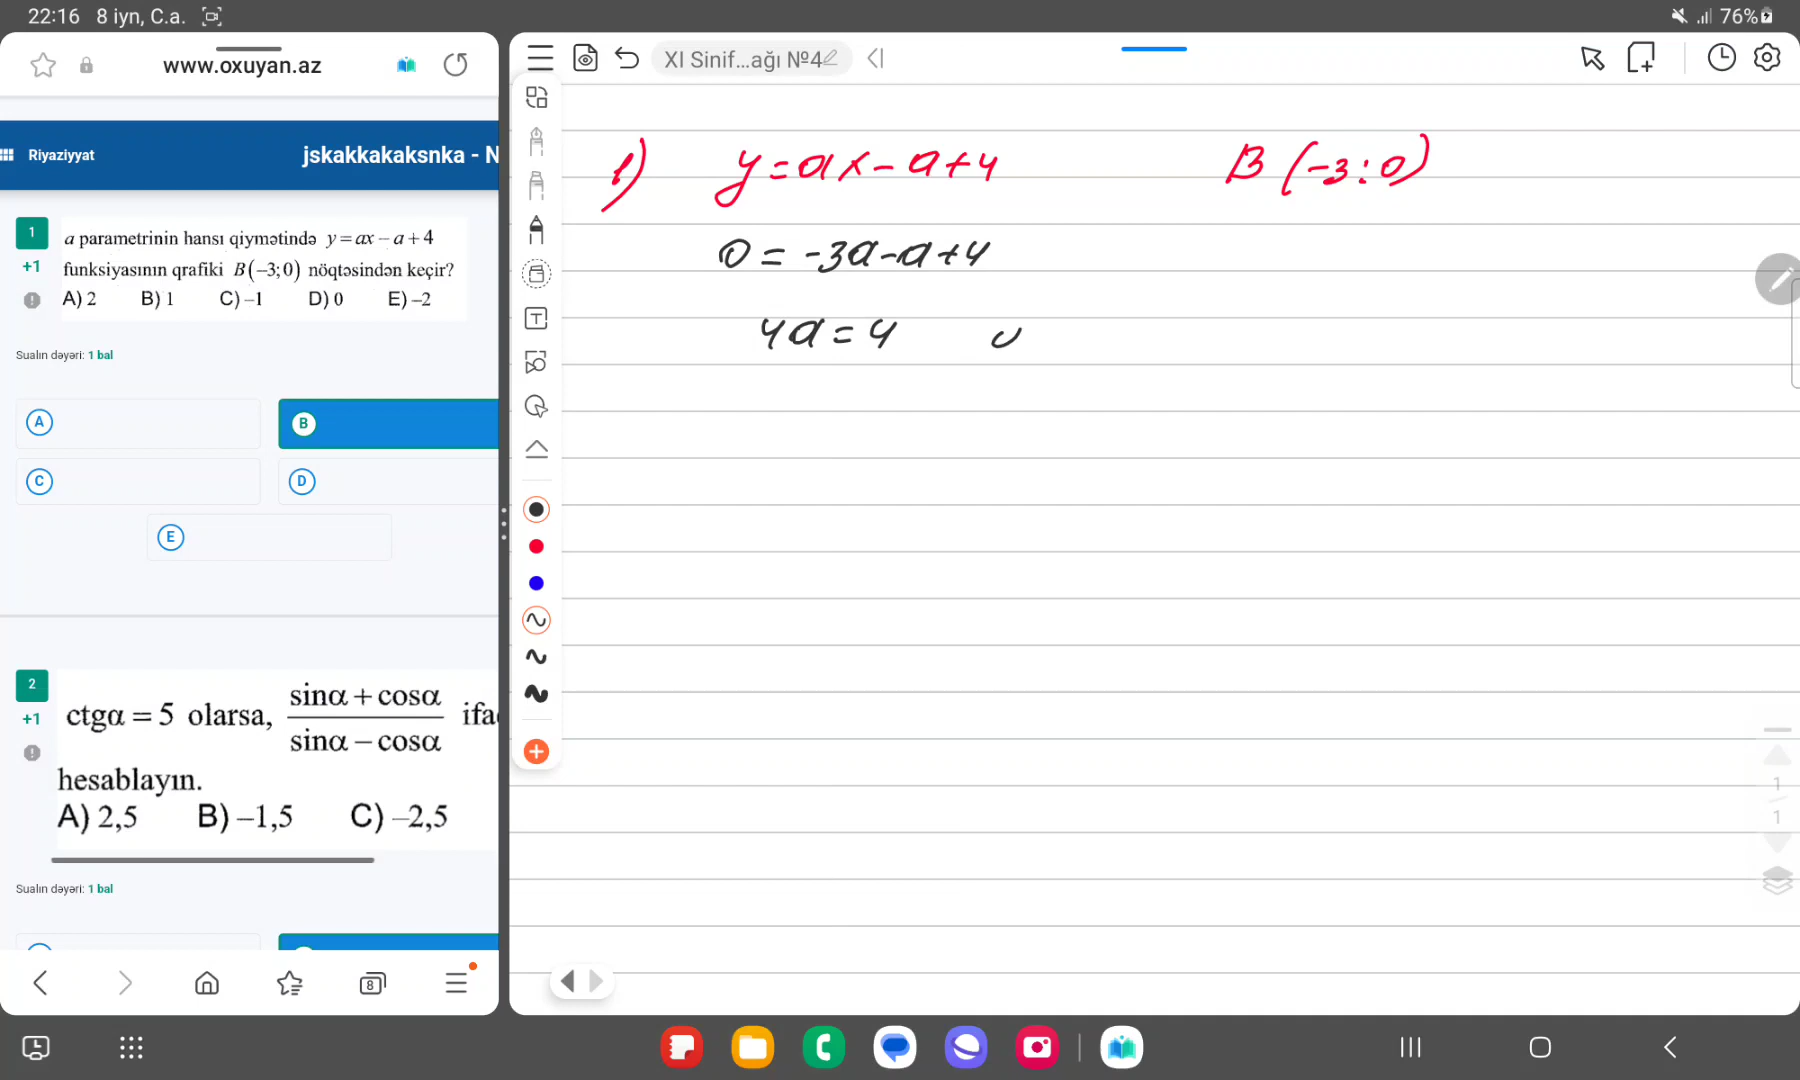 22:16 8 iyn, C.a.
76%
www.oxuyan.az
XI Sinif...ağı №4
Riyaziyyat
jskakkakaksnka - N
1
+1
a parametrinin hansı qiymətində y=ax−a+4
funksiyasının qrafiki B(−3;0) nöqtəsindən keçir?
A) 2 B) 1 C) −1 D) 0 E) −2
Sualın dəyəri: 1 bal
A
B
C
D
E
2
+1
ctgα = 5 olarsa, (sinα + cosα)/(sinα − cosα) ifa
hesablayın.
A) 2,5 B) −1,5 C) −2,5
Sualın dəyəri: 1 bal
8
1) y=ax−a+4 B(−3:0)
0 = −3a−a+4
4a=4
T
1
1